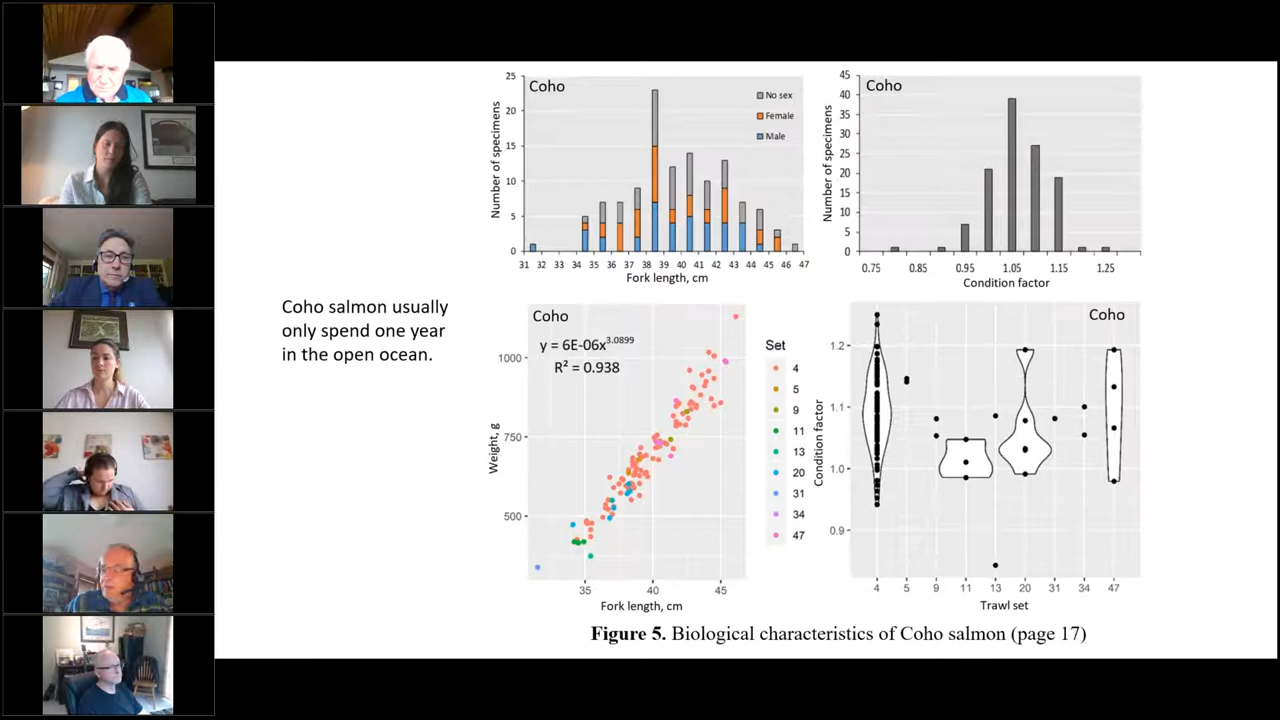 Coho
No sex
Female
Male
Number of specimens
25
20
15
10
5
0
31 32 33 34 35 36 37 38 39 40 41 42 43 44 45 46 47
Fork length, cm
Coho
Number of specimens
45
40
35
30
25
20
15
10
5
0
0.75 0.85 0.95 1.05 1.15 1.25
Condition factor
Coho salmon usually
only spend one year
in the open ocean.
Coho
y = 6E-06x^3.0899
R² = 0.938
Weight, g
1000
750
500
35 40 45
Fork length, cm
Set
4
5
9
11
13
20
31
34
47
Coho
Condition factor
1.2
1.1
1.0
0.9
4 5 9 11 13 20 31 34 47
Trawl set
Figure 5. Biological characteristics of Coho salmon (page 17)